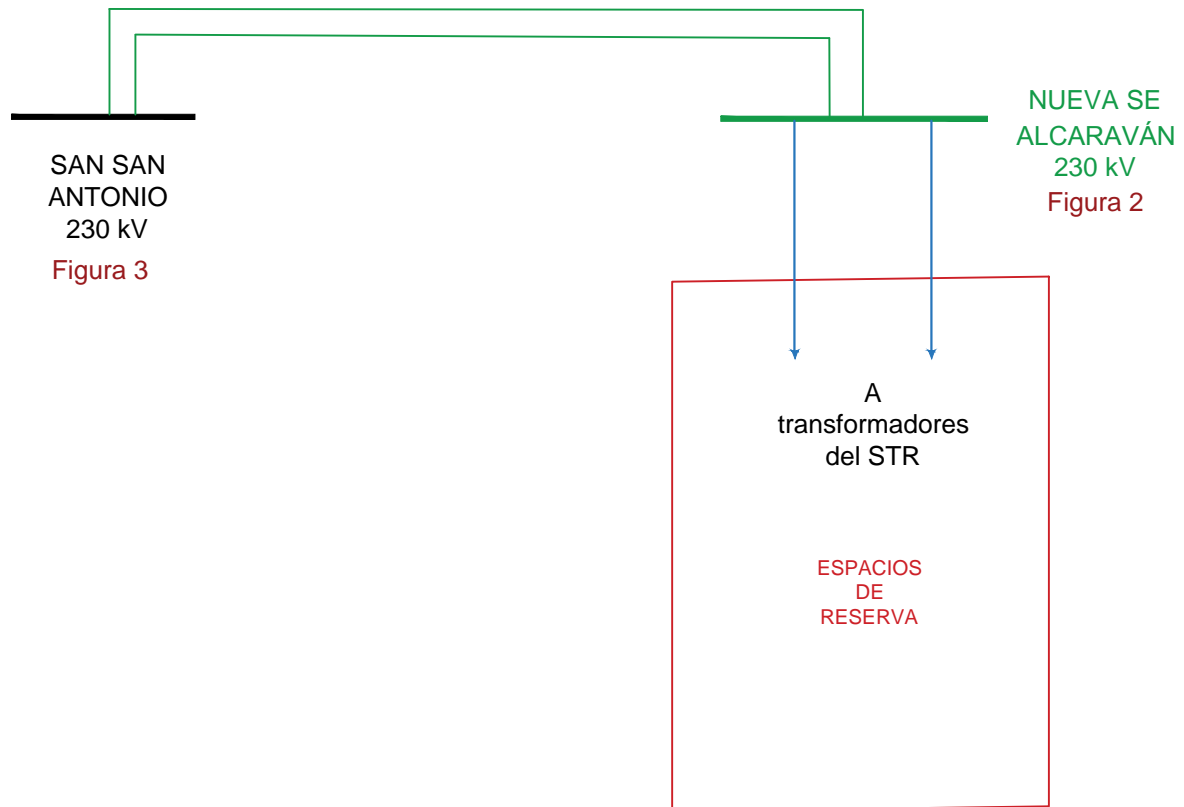 SAN SAN
ANTONIO
230 kV
Figura 3
NUEVA SE
ALCARAVÁN
230 kV
Figura 2
A
transformadores
del STR
ESPACIOS
DE
RESERVA